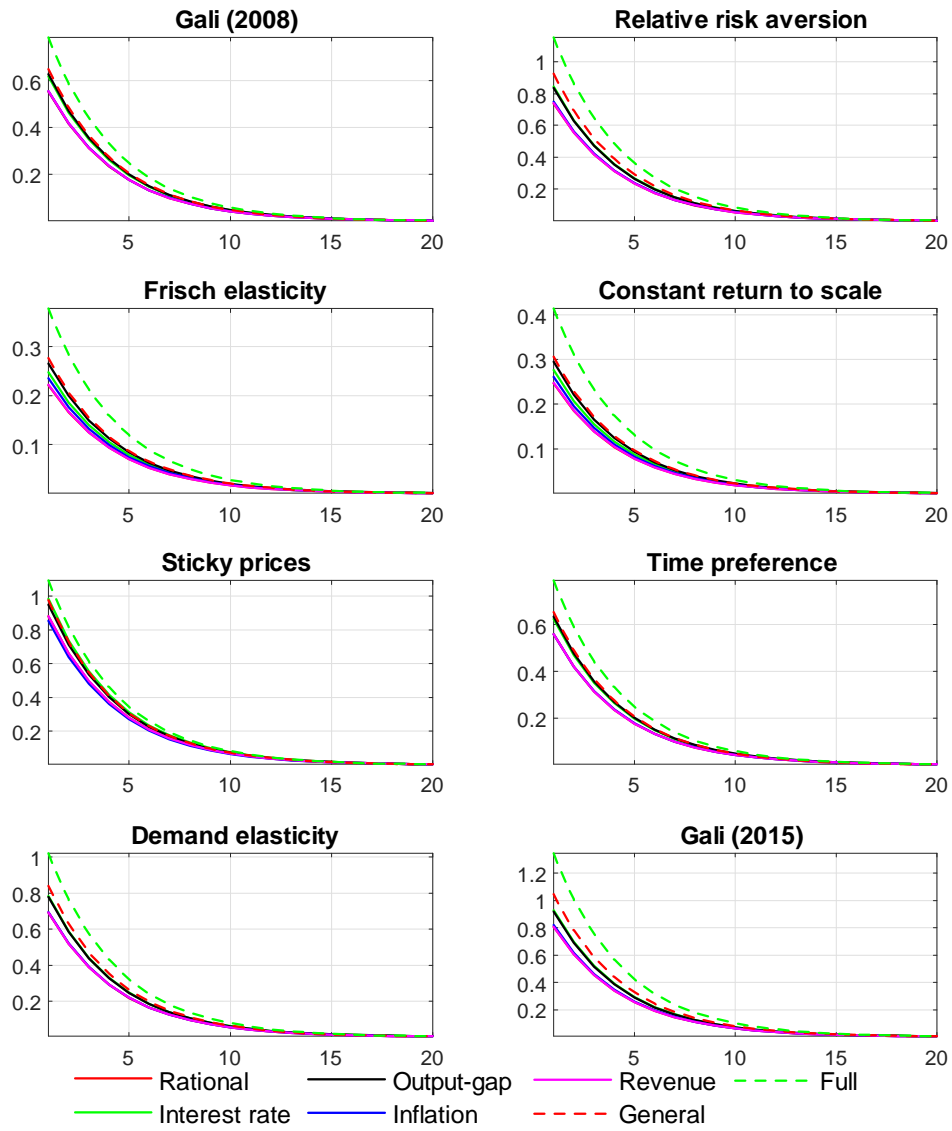 Gali (2008)
0.6
0.4
0.2
5 10 15 20
Relative risk aversion
1
0.8
0.6
0.4
0.2
5 10 15 20
Frisch elasticity
0.3
0.2
0.1
5 10 15 20
Constant return to scale
0.4
0.3
0.2
0.1
5 10 15 20
Sticky prices
1
0.8
0.6
0.4
0.2
5 10 15 20
Time preference
0.6
0.4
0.2
5 10 15 20
Demand elasticity
1
0.8
0.6
0.4
0.2
5 10 15 20
Gali (2015)
1.2
1
0.8
0.6
0.4
0.2
5 10 15 20
Rational Output-gap Revenue Full
Interest rate Inflation General